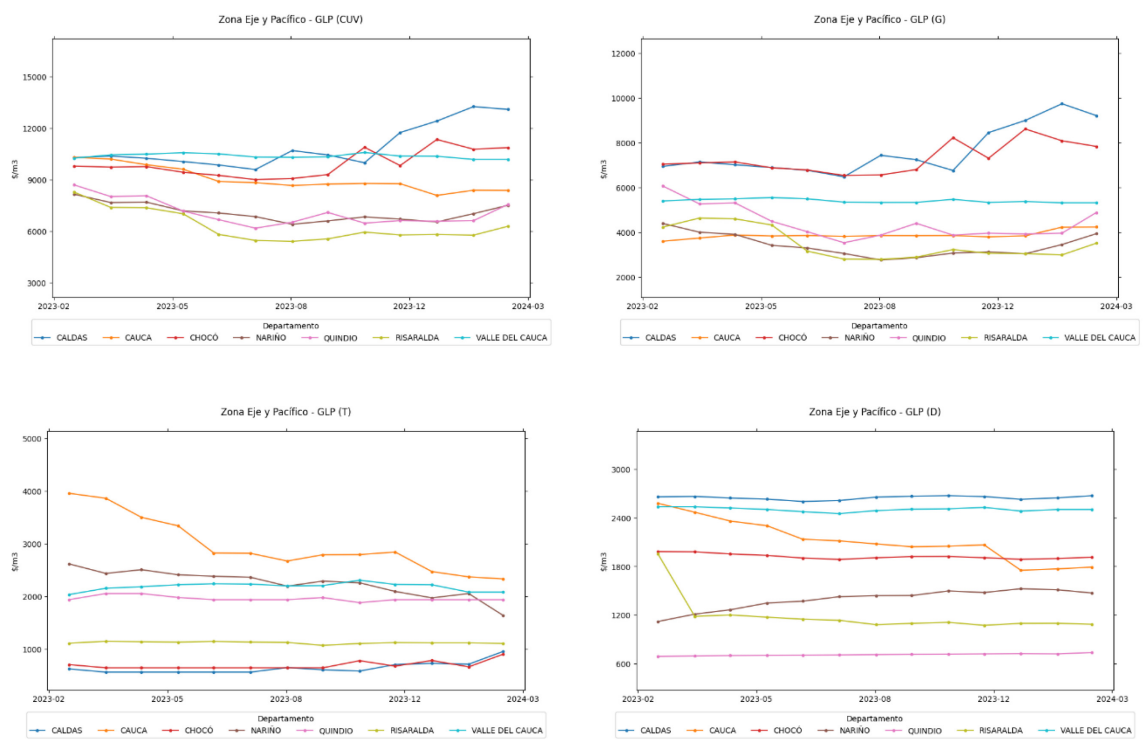 Zona Eje y Pacífico - GLP (CUV)
15000
12000
9000
6000
3000
$/m3
2023-02 2023-05 2023-08 2023-12 2024-03
Departamento
CALDAS CAUCA CHOCÓ NARIÑO QUINDIO RISARALDA VALLE DEL CAUCA
Zona Eje y Pacífico - GLP (G)
12000
10000
8000
6000
4000
2000
$/m3
2023-02 2023-05 2023-08 2023-12 2024-03
Departamento
CALDAS CAUCA CHOCÓ NARIÑO QUINDIO RISARALDA VALLE DEL CAUCA
Zona Eje y Pacífico - GLP (T)
5000
4000
3000
2000
1000
$/m3
2023-02 2023-05 2023-08 2023-12 2024-03
Departamento
CALDAS CAUCA CHOCÓ NARIÑO QUINDIO RISARALDA VALLE DEL CAUCA
Zona Eje y Pacífico - GLP (D)
3000
2400
1800
1200
600
$/m3
2023-02 2023-05 2023-08 2023-12 2024-03
Departamento
CALDAS CAUCA CHOCÓ NARIÑO QUINDIO RISARALDA VALLE DEL CAUCA